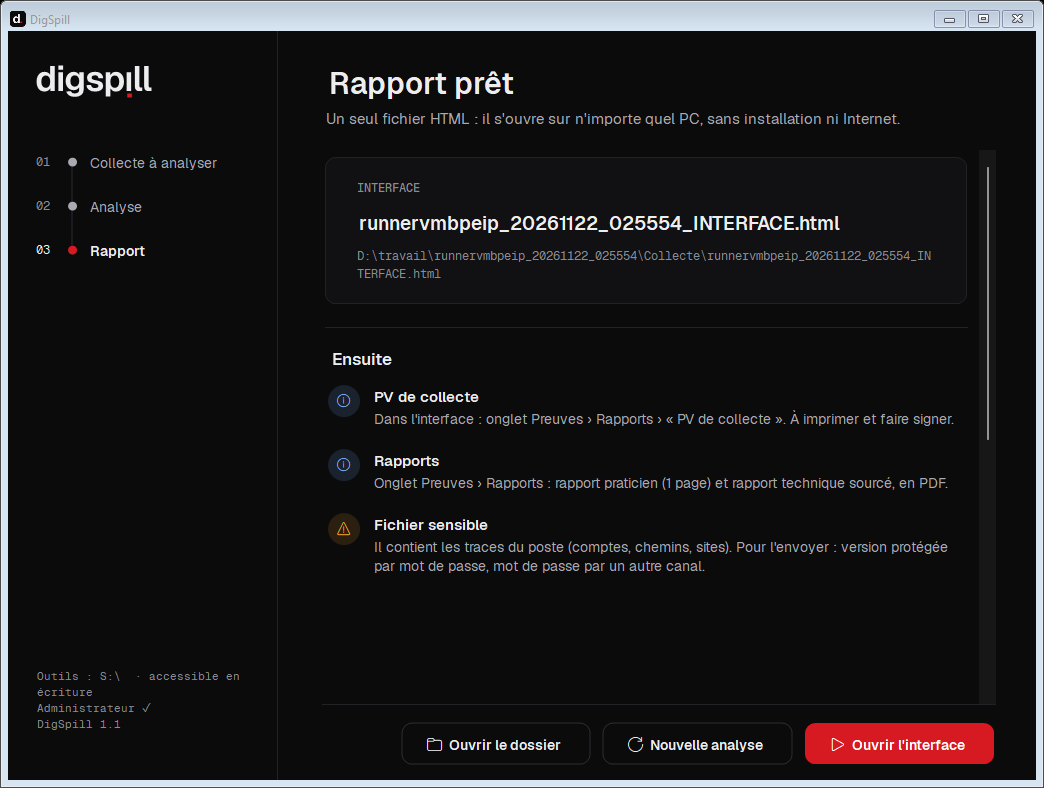 DigSpill
digspill
01 Collecte à analyser
02 Analyse
03 Rapport
Outils : S:\ · accessible en
écriture
Administrateur ✓
DigSpill 1.1
Rapport prêt
Un seul fichier HTML : il s'ouvre sur n'importe quel PC, sans installation ni Internet.
INTERFACE
runnervmbpeip_20261122_025554_INTERFACE.html
D:\travail\runnervmbpeip_20261122_025554\Collecte\runnervmbpeip_20261122_025554_IN
TERFACE.html
Ensuite
PV de collecte
Dans l'interface : onglet Preuves › Rapports › « PV de collecte ». À imprimer et faire signer.
Rapports
Onglet Preuves › Rapports : rapport praticien (1 page) et rapport technique sourcé, en PDF.
Fichier sensible
Il contient les traces du poste (comptes, chemins, sites). Pour l'envoyer : version protégée
par mot de passe, mot de passe par un autre canal.
Ouvrir le dossier
Nouvelle analyse
Ouvrir l'interface